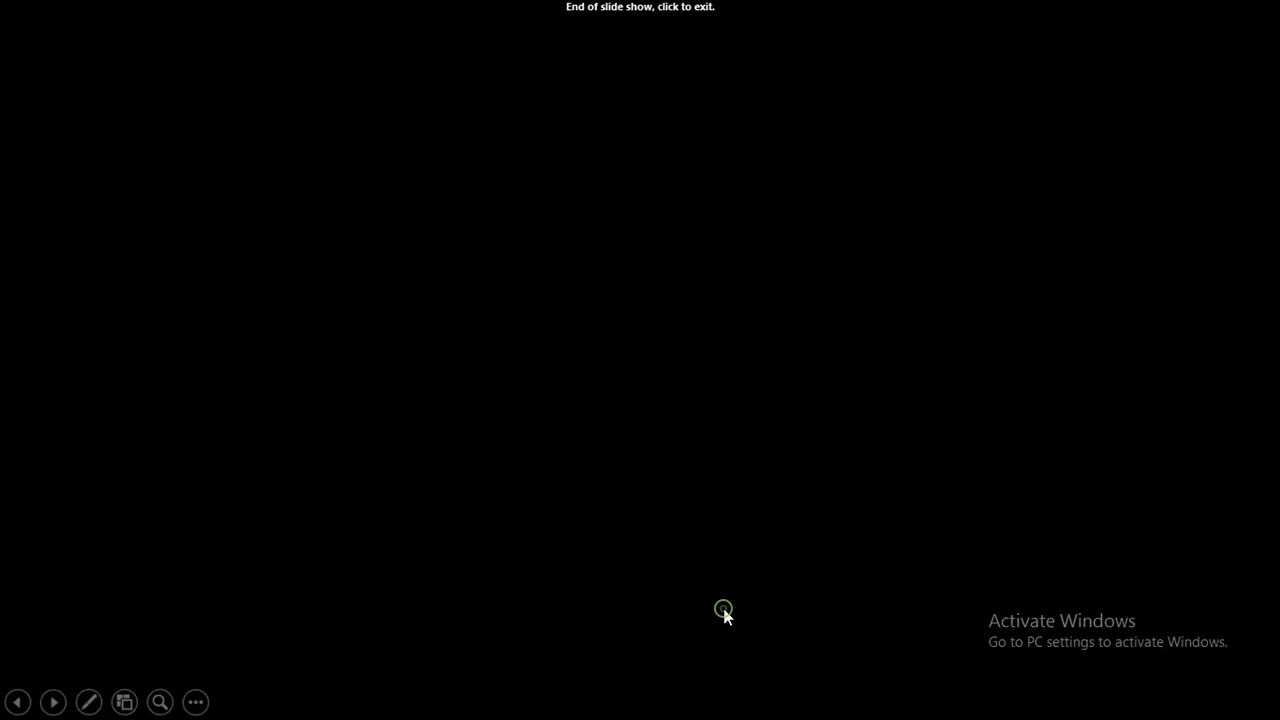 End of slide show, click to exit.
Activate Windows
Go to PC settings to activate Windows.